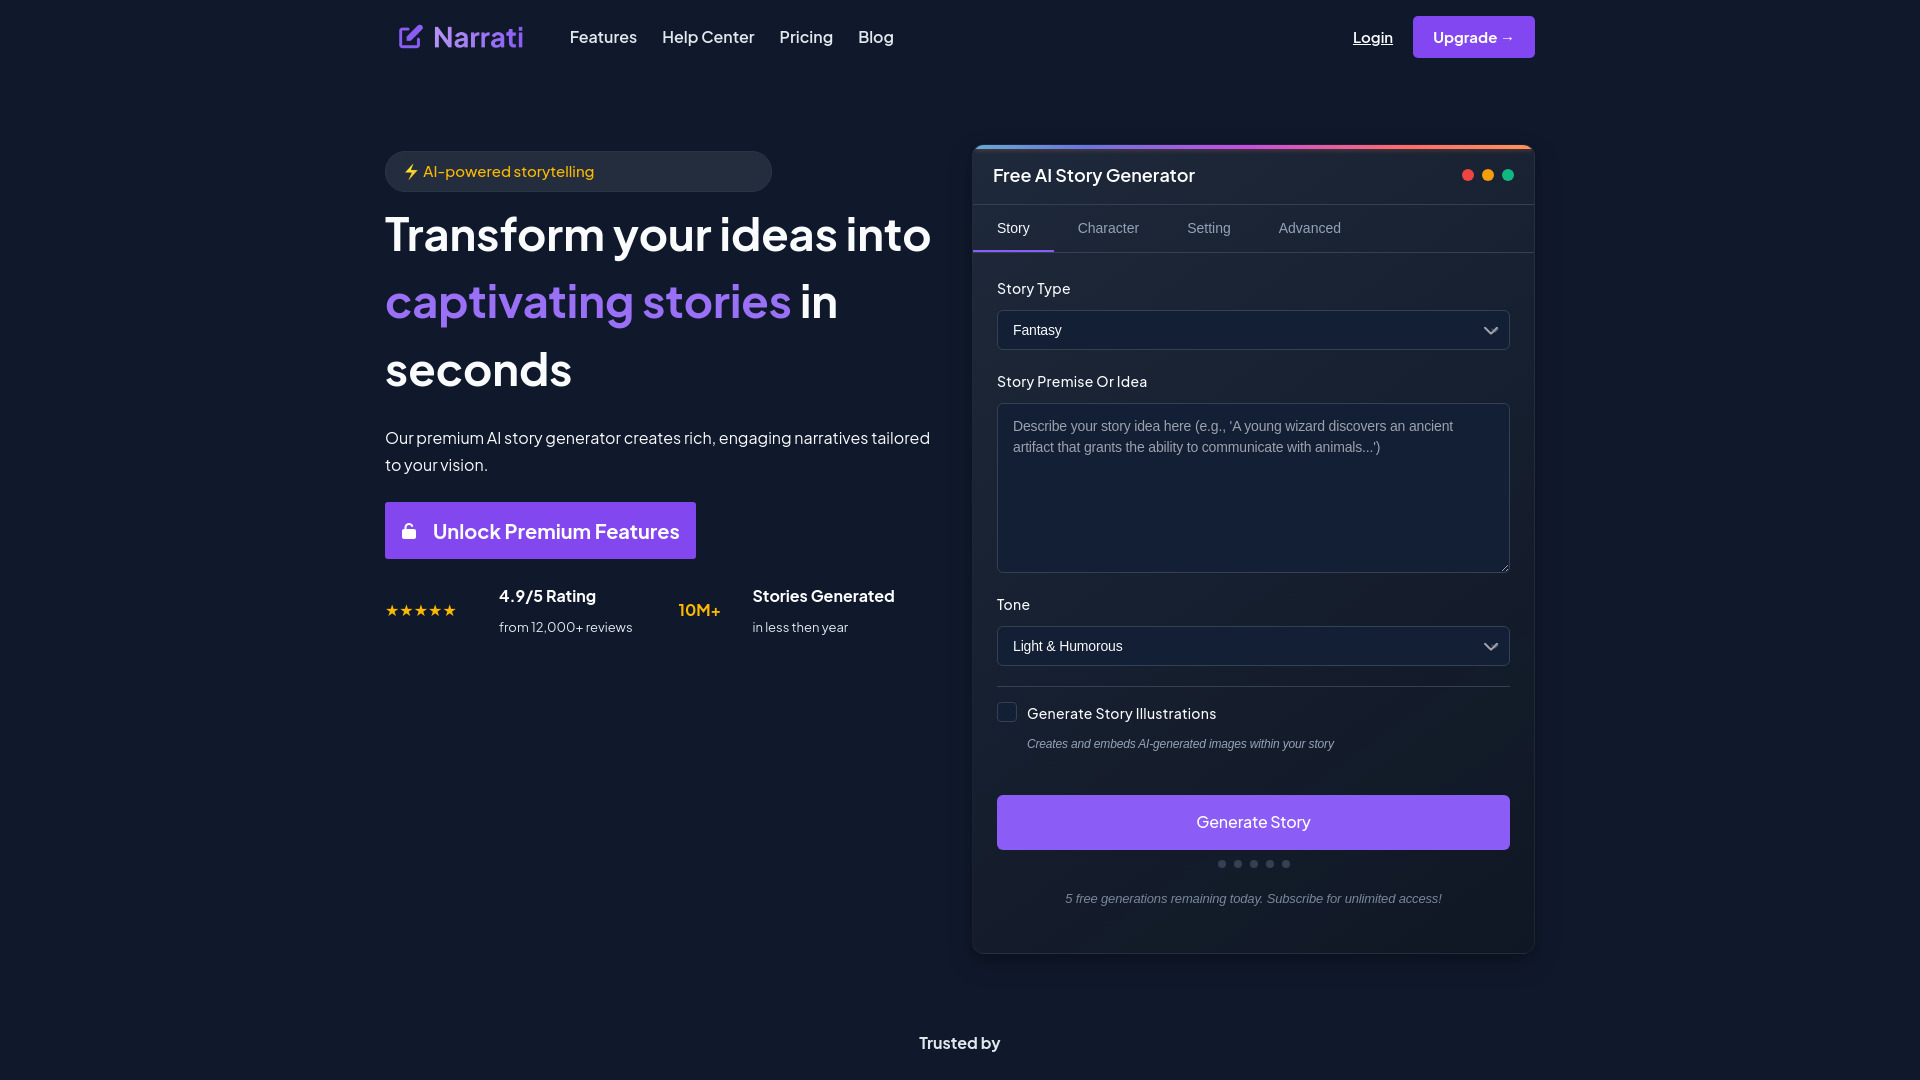 Narrati
Features
Help Center
Pricing
Blog
Login
Upgrade →
⚡ AI-powered storytelling
Transform your ideas into
captivating stories in
seconds
Our premium AI story generator creates rich, engaging narratives tailored
to your vision.
Unlock Premium Features
★★★★★
4.9/5 Rating
from 12,000+ reviews
10M+
Stories Generated
in less then year
Free AI Story Generator
Story
Character
Setting
Advanced
Story Type
Fantasy
Story Premise Or Idea
Describe your story idea here (e.g., 'A young wizard discovers an ancient
artifact that grants the ability to communicate with animals...')
Tone
Light & Humorous
Generate Story Illustrations
Creates and embeds AI-generated images within your story
Generate Story
5 free generations remaining today. Subscribe for unlimited access!
Trusted by